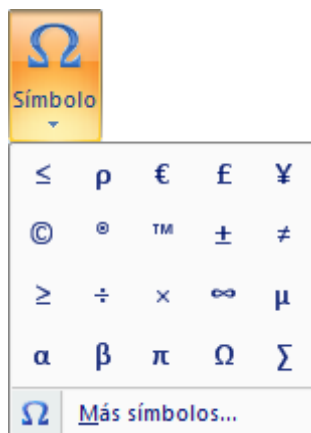 Ω
Símbolo
≤ ρ € £ ¥
© ® ™ ± ≠
≥ ÷ × ∞ µ
α β π Ω ∑
Ω Más símbolos...